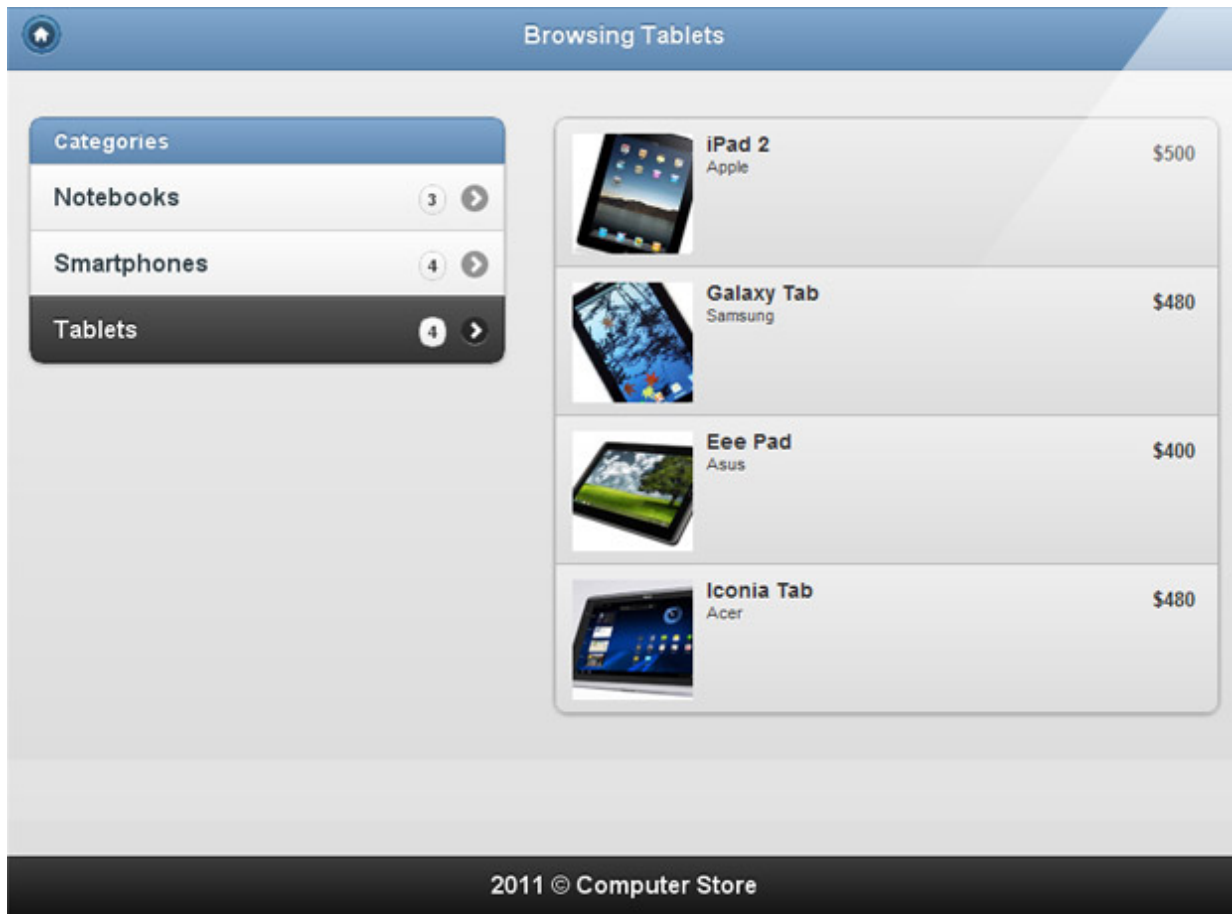 Browsing Tablets
Categories
Notebooks 3
Smartphones 4
Tablets 4
iPad 2 $500
Apple
Galaxy Tab $480
Samsung
Eee Pad $400
Asus
Iconia Tab $480
Acer
2011 © Computer Store